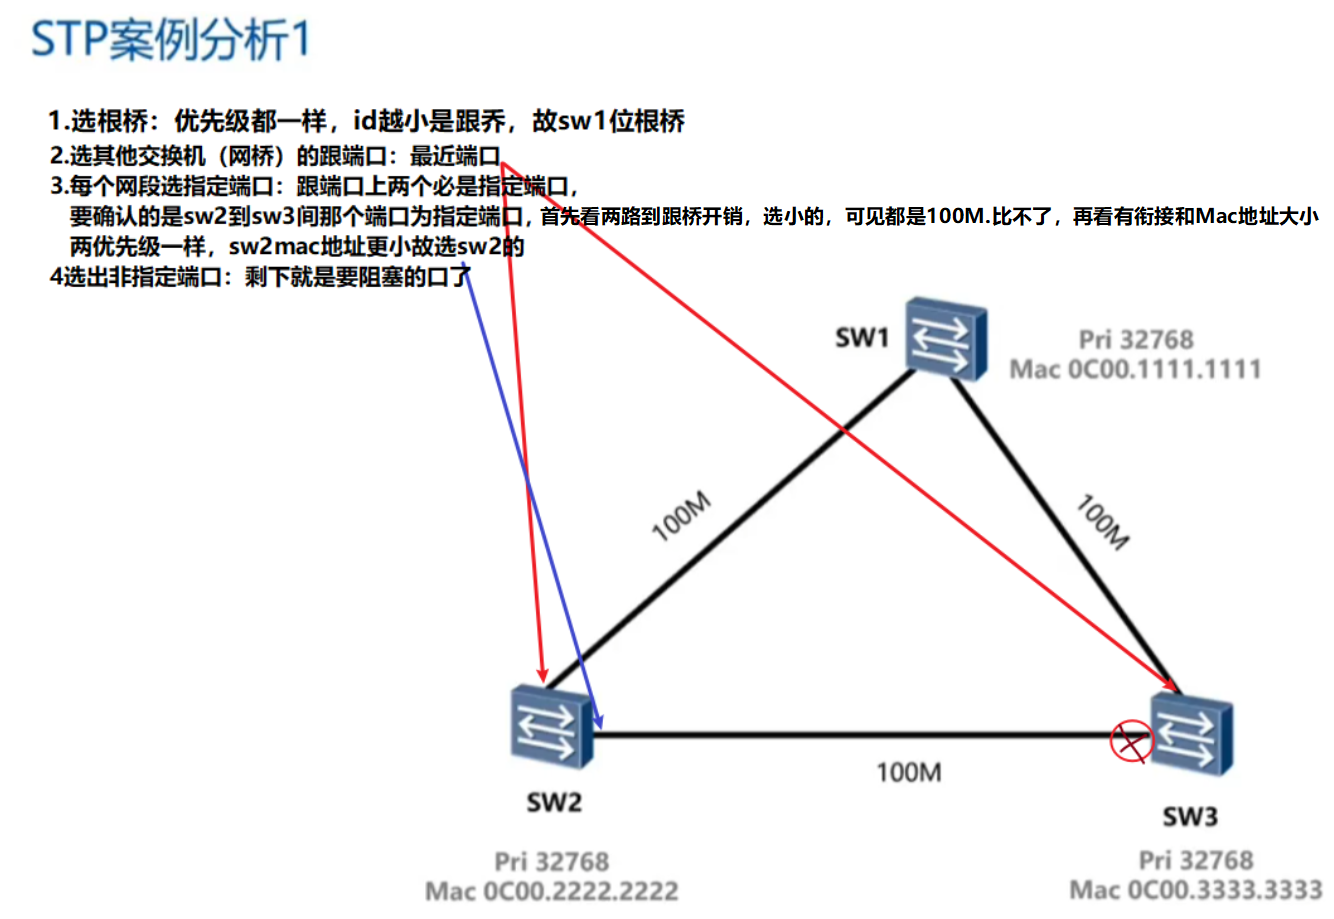 STP案例分析1
1.选根桥：优先级都一样，id越小是跟乔，故sw1位根桥
2.选其他交换机（网桥）的跟端口：最近端口
3.每个网段选指定端口：跟端口上两个必是指定端口，
要确认的是sw2到sw3间那个端口为指定端口，首先看两路到跟桥开销，选小的，可见都是100M.比不了，再看有衔接和Mac地址大小
两优先级一样，sw2mac地址更小故选sw2的
4选出非指定端口：剩下就是要阻塞的口了
SW1
Pri 32768
Mac 0C00.1111.1111
100M
100M
100M
SW2
Pri 32768
Mac 0C00.2222.2222
SW3
Pri 32768
Mac 0C00.3333.3333